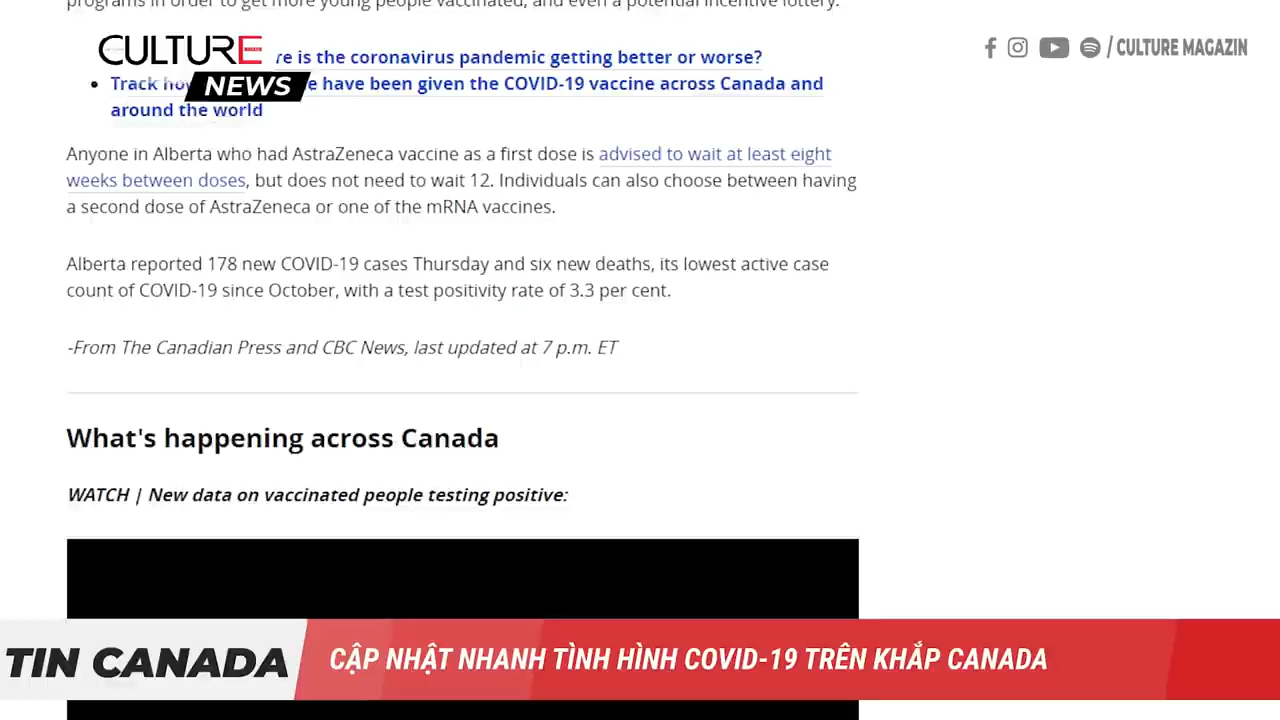 programs in order to get more young people vaccinated, and even a potential incentive lottery.
CULTURE
NEWS
/ CULTURE MAGAZIN
re is the coronavirus pandemic getting better or worse?
Track how e have been given the COVID-19 vaccine across Canada and
around the world
Anyone in Alberta who had AstraZeneca vaccine as a first dose is advised to wait at least eight
weeks between doses, but does not need to wait 12. Individuals can also choose between having
a second dose of AstraZeneca or one of the mRNA vaccines.
Alberta reported 178 new COVID-19 cases Thursday and six new deaths, its lowest active case
count of COVID-19 since October, with a test positivity rate of 3.3 per cent.
-From The Canadian Press and CBC News, last updated at 7 p.m. ET
What's happening across Canada
WATCH | New data on vaccinated people testing positive:
TIN CANADA
CẬP NHẬT NHANH TÌNH HÌNH COVID-19 TRÊN KHẮP CANADA